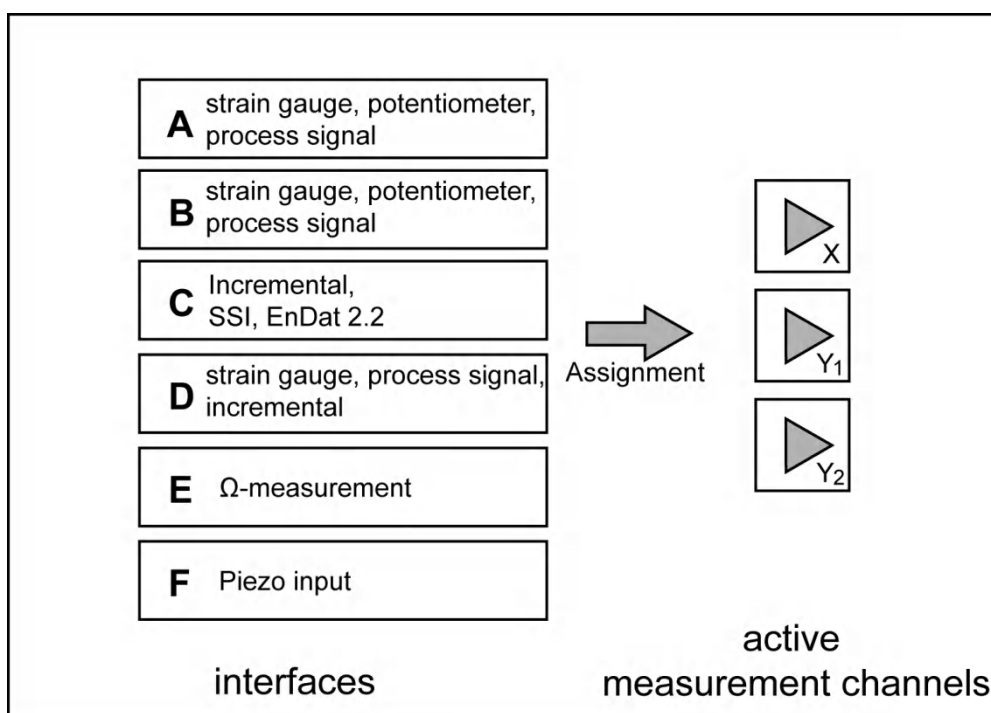 A strain gauge, potentiometer,
process signal
B strain gauge, potentiometer,
process signal
C Incremental,
SSI, EnDat 2.2
D strain gauge, process signal,
incremental
E Ω-measurement
F Piezo input
interfaces
Assignment
X
Y1
Y2
active
measurement channels